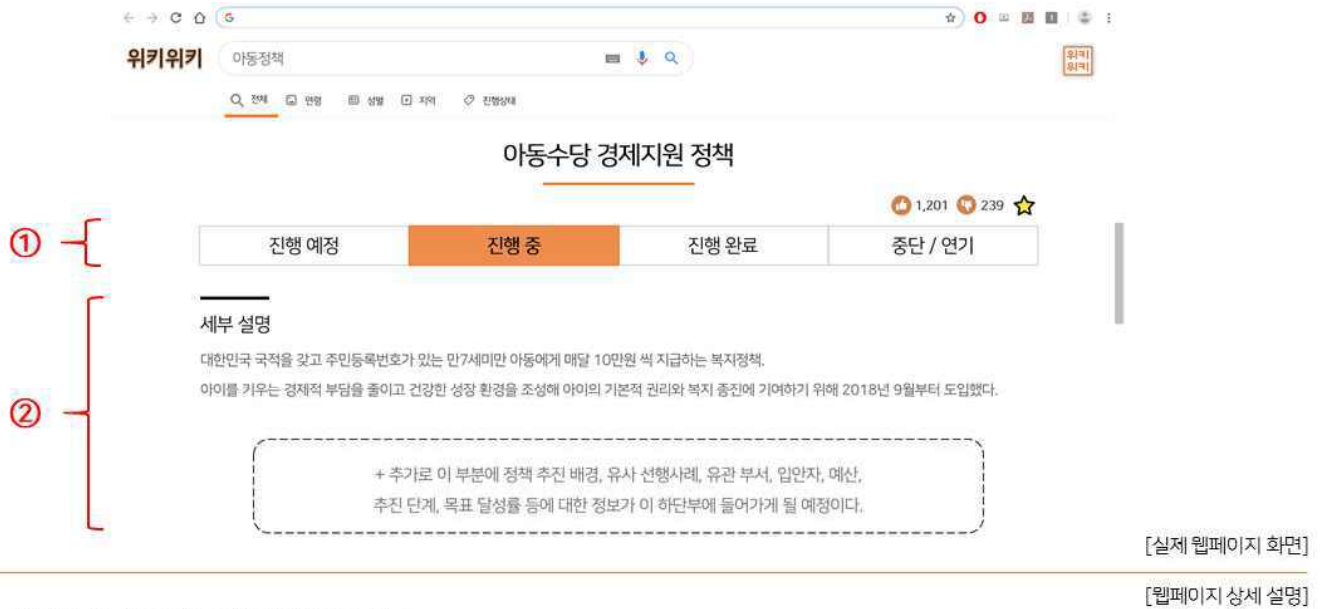 위키위키
아동정책
위키
위키
전체
연령
성별
지역
진행상태
아동수당 경제지원 정책
1,201
239
①
진행 예정
진행 중
진행 완료
중단 / 연기
②
세부 설명
대한민국 국적을 갖고 주민등록번호가 있는 만7세미만 아동에게 매달 10만원 씩 지급하는 복지정책.
아이를 키우는 경제적 부담을 줄이고 건강한 성장 환경을 조성해 아이의 기본적 권리와 복지 증진에 기여하기 위해 2018년 9월부터 도입했다.
+ 추가로 이 부분에 정책 추진 배경, 유사 선행사례, 유관 부서, 입안자, 예산,
추진 단계, 목표 달성률 등에 대한 정보가 이 하단부에 들어가게 될 예정이다.
[실제 웹페이지 화면]
[웹페이지 상세 설명]